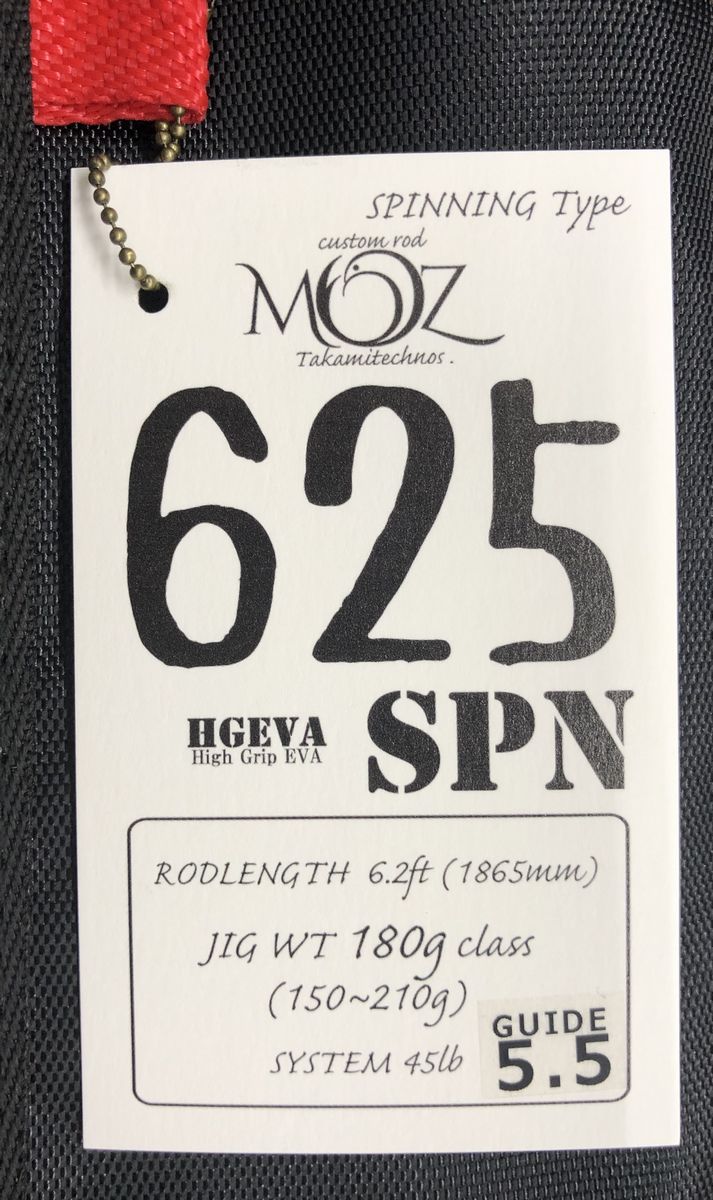 SPINNING Type
custom rod
MOZ
Takamitechnos.
625
HGEVA
High Grip EVA
SPN
RODLENGTH 6.2ft (1865mm)
JIG WT 180g class
(150~210g)
SYSTEM 45lb
GUIDE
5.5